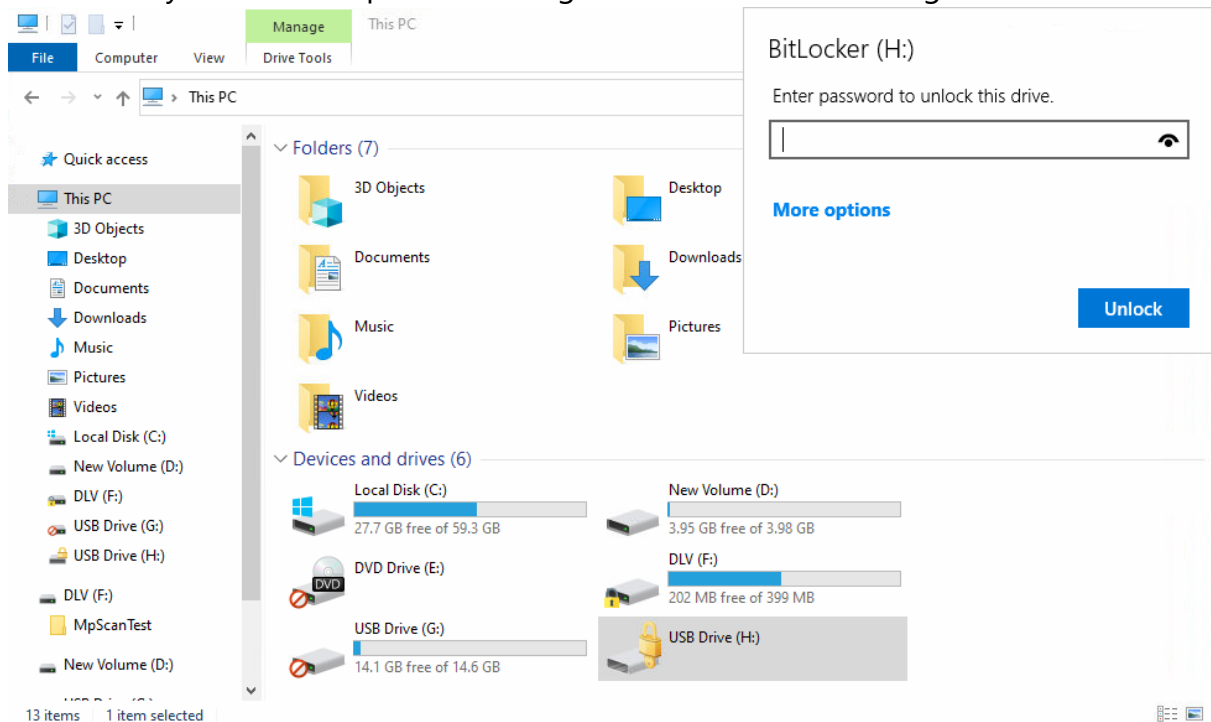 Manage
This PC
File
Computer
View
Drive Tools
This PC
Quick access
This PC
3D Objects
Desktop
Documents
Downloads
Music
Pictures
Videos
Local Disk (C:)
New Volume (D:)
DLV (F:)
USB Drive (G:)
USB Drive (H:)
DLV (F:)
MpScanTest
New Volume (D:)
Folders (7)
3D Objects
Desktop
Documents
Downloads
Music
Pictures
Videos
Devices and drives (6)
Local Disk (C:)
27.7 GB free of 59.3 GB
New Volume (D:)
3.95 GB free of 3.98 GB
DVD Drive (E:)
DVD
DLV (F:)
202 MB free of 399 MB
USB Drive (G:)
14.1 GB free of 14.6 GB
USB Drive (H:)
13 items
1 item selected
BitLocker (H:)
Enter password to unlock this drive.
More options
Unlock